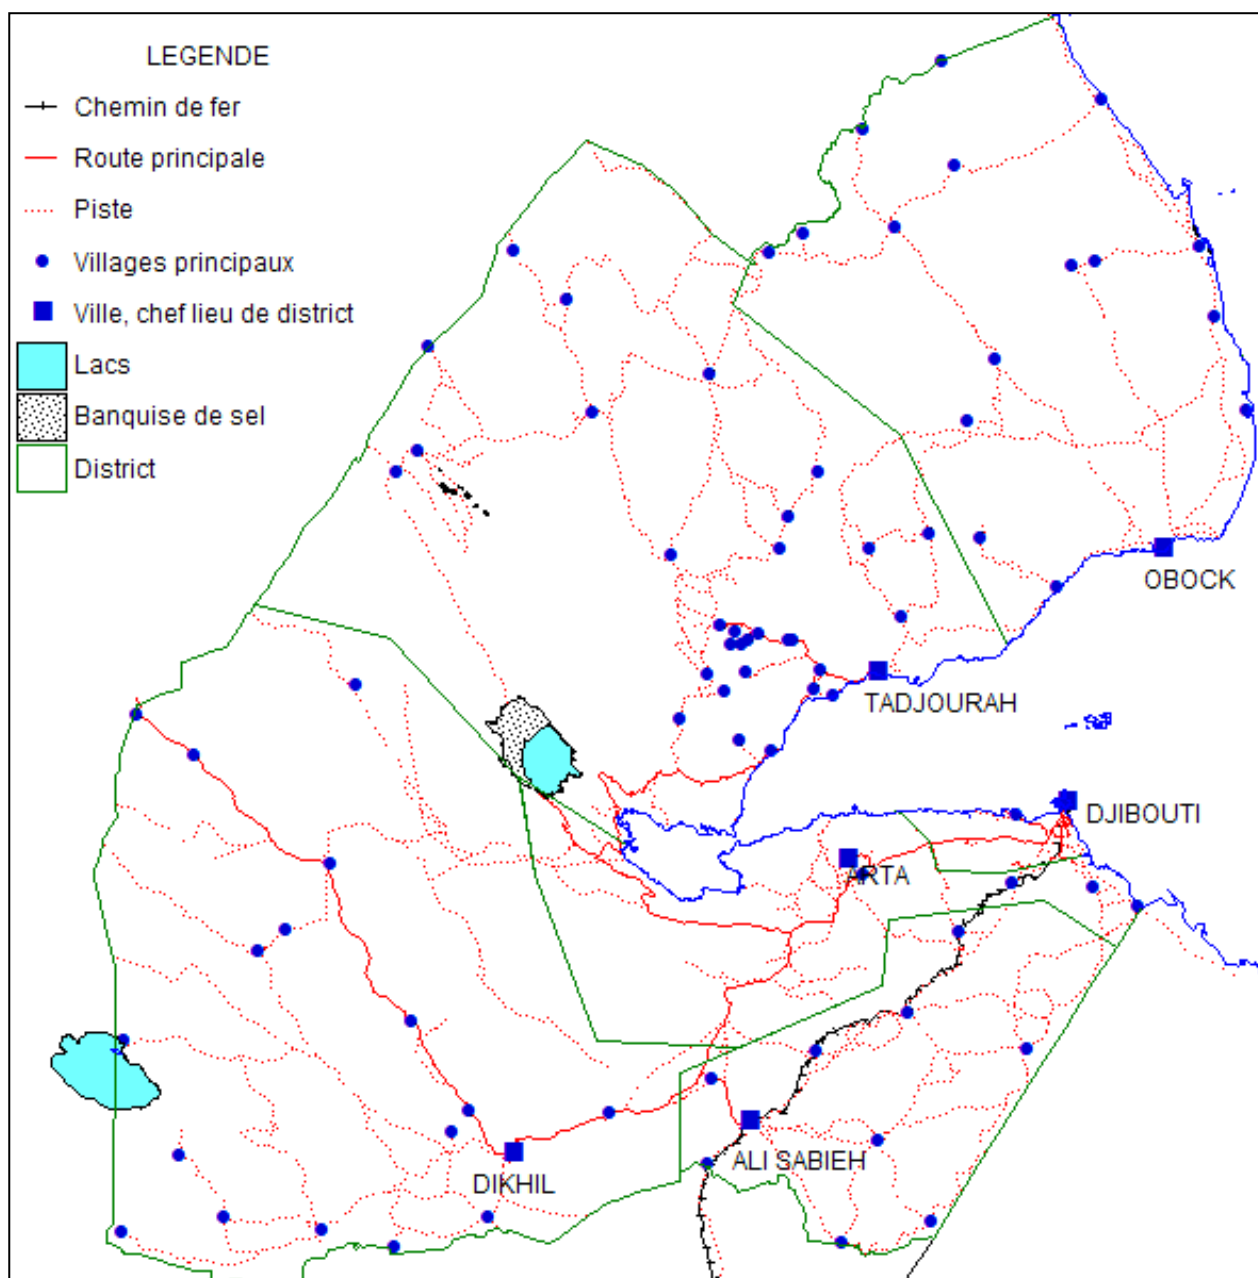 LEGENDE
Chemin de fer
Route principale
Piste
Villages principaux
Ville, chef lieu de district
Lacs
Banquise de sel
District
OBOCK
TADJOURAH
DJIBOUTI
ARTA
ALI SABIEH
DIKHIL